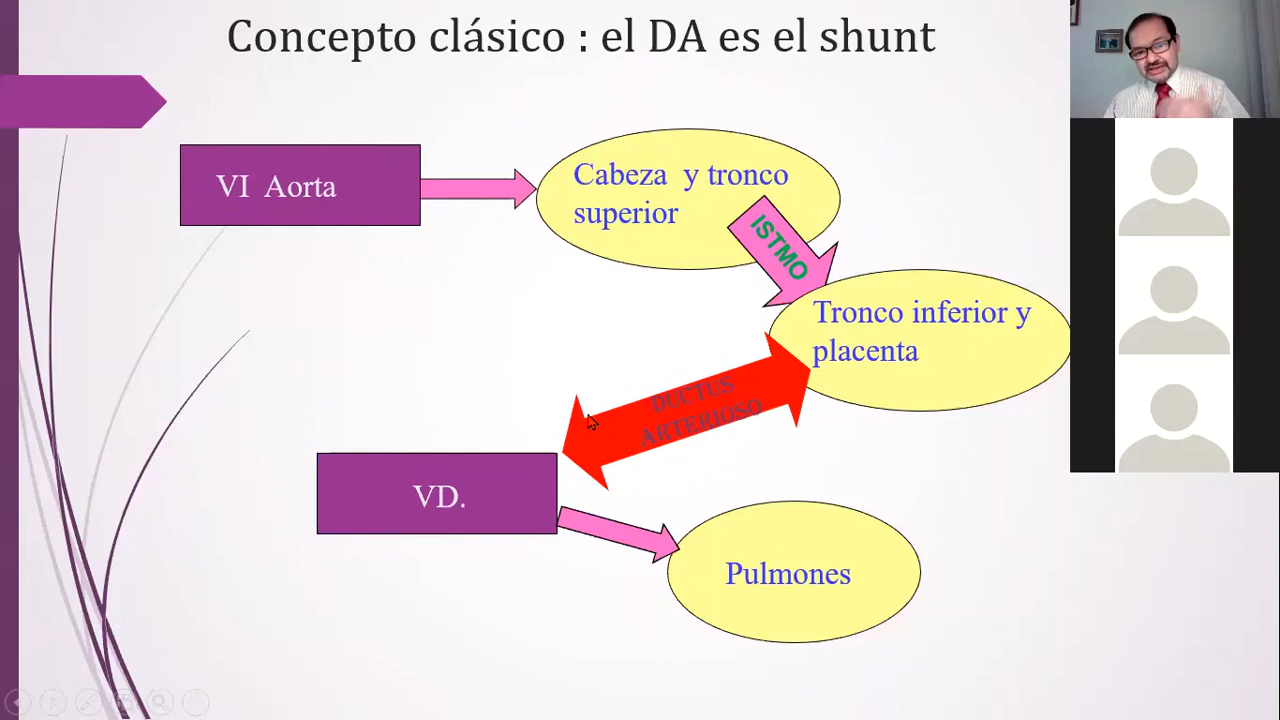 Concepto clásico : el DA es el shunt
VI Aorta
Cabeza y tronco
superior
ISTMO
Tronco inferior y
placenta
DUCTUS
ARTERIOSO
VD.
Pulmones